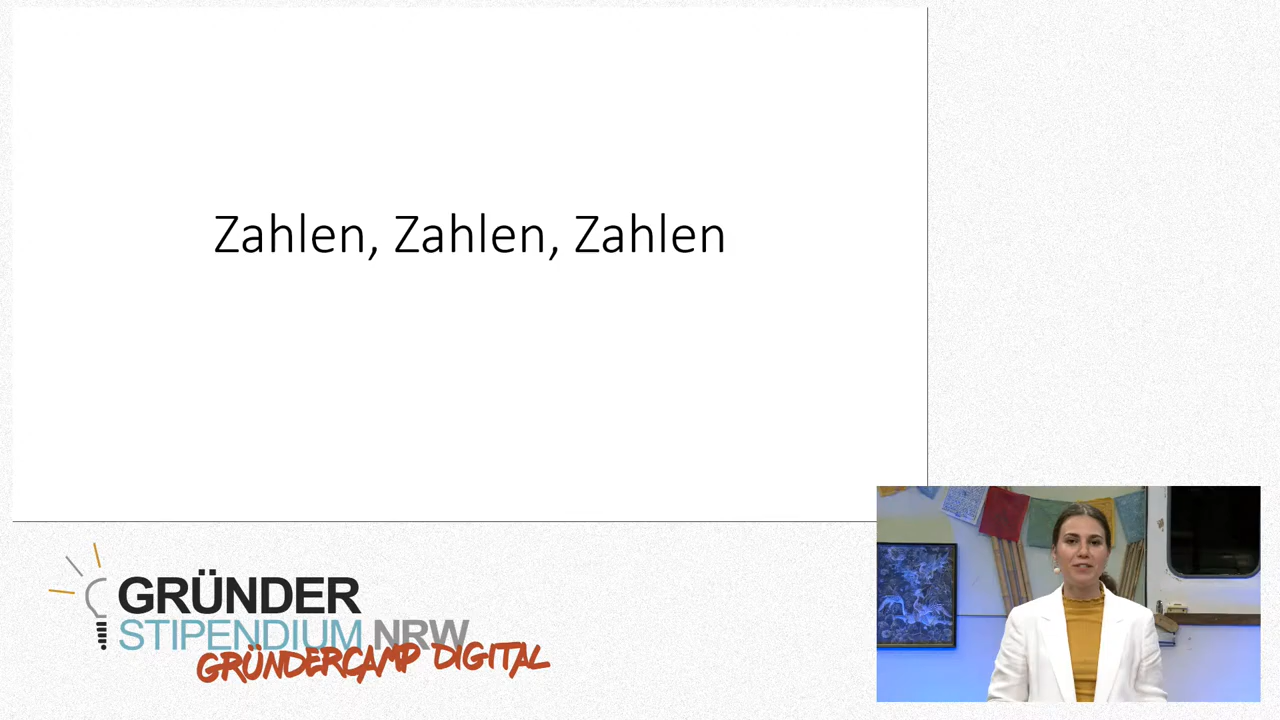 Zahlen, Zahlen, Zahlen
GRÜNDER
STIPENDIUM NRW
GRÜNDERCAMP DIGITAL